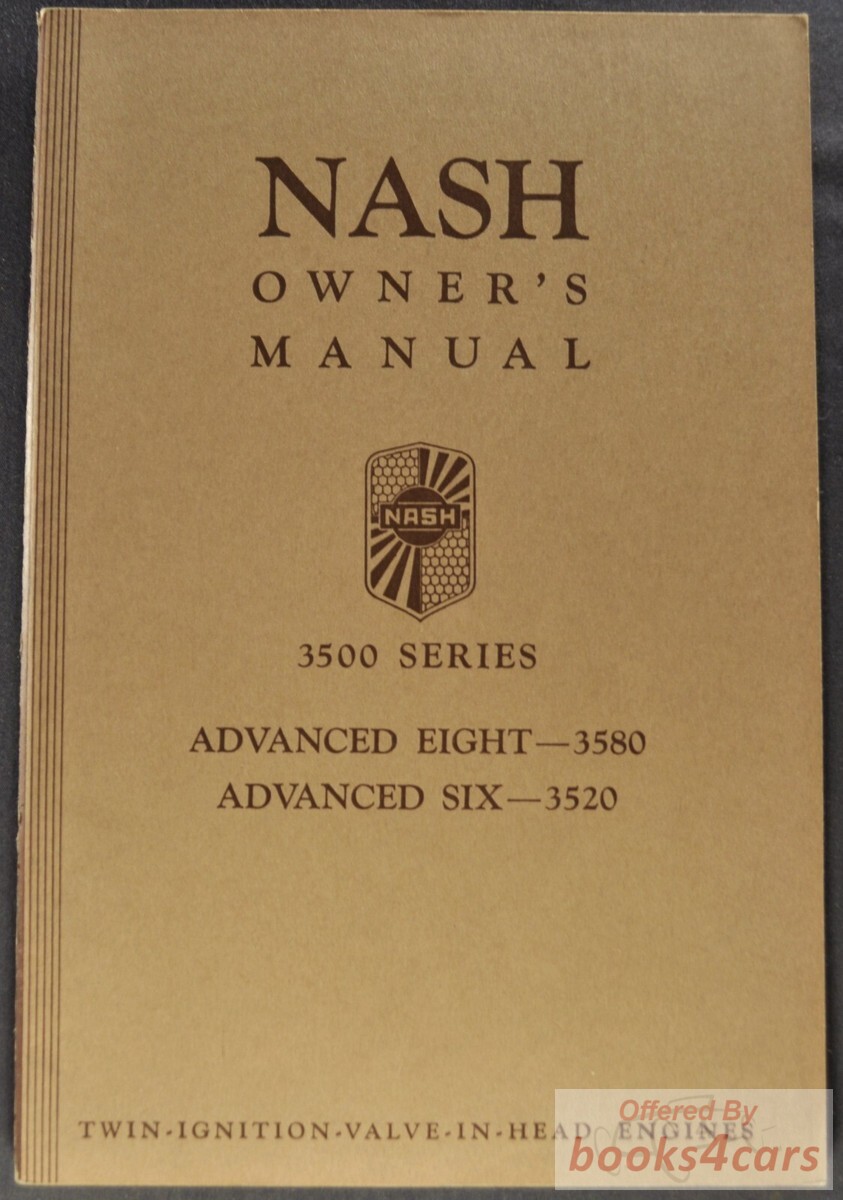 NASH
OWNER'S
MANUAL
NASH
3500 SERIES
ADVANCED EIGHT—3580
ADVANCED SIX—3520
TWIN-IGNITION-VALVE-IN-HEAD ENGINES
Offered By
books4cars